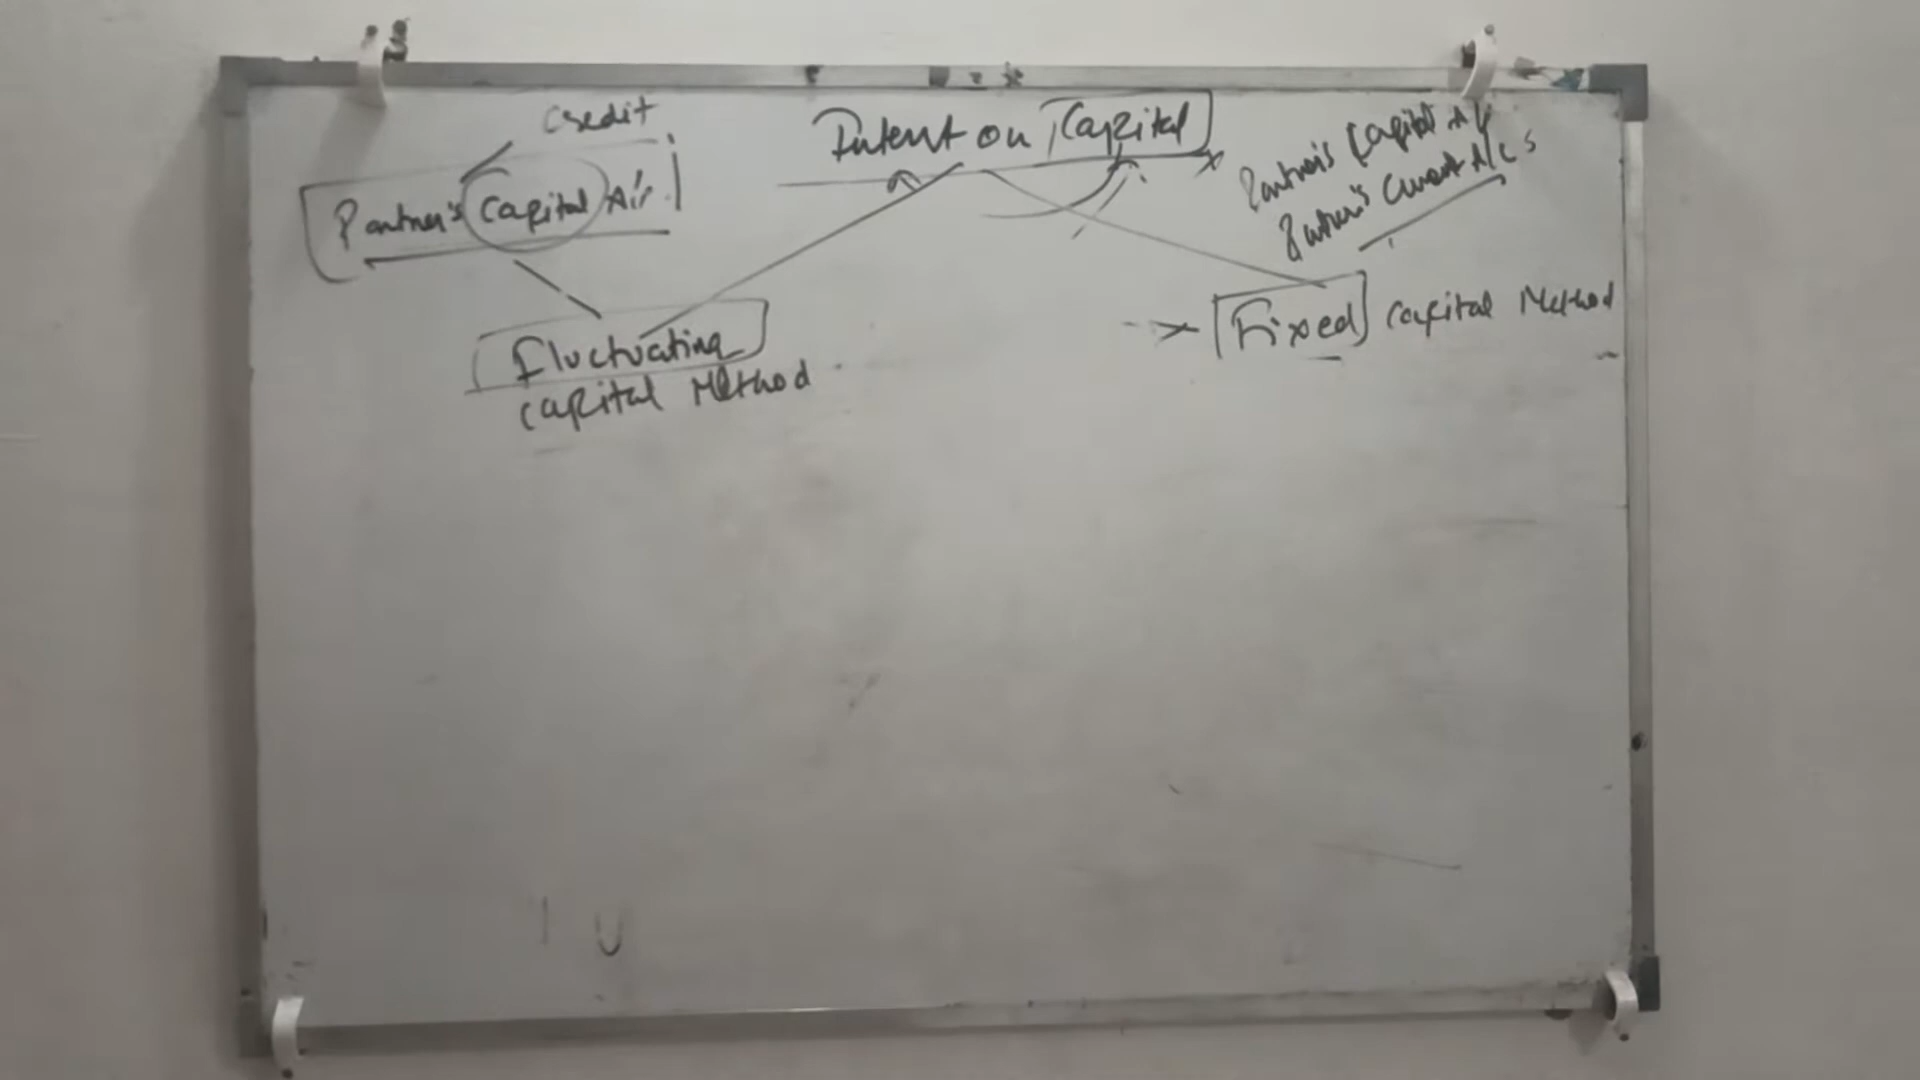 Credit
Interest on Capital
Partner's Capital A/c
Partner's Capital A/c
Partner's Current A/c s
Fluctuating
Capital Method
Fixed Capital Method